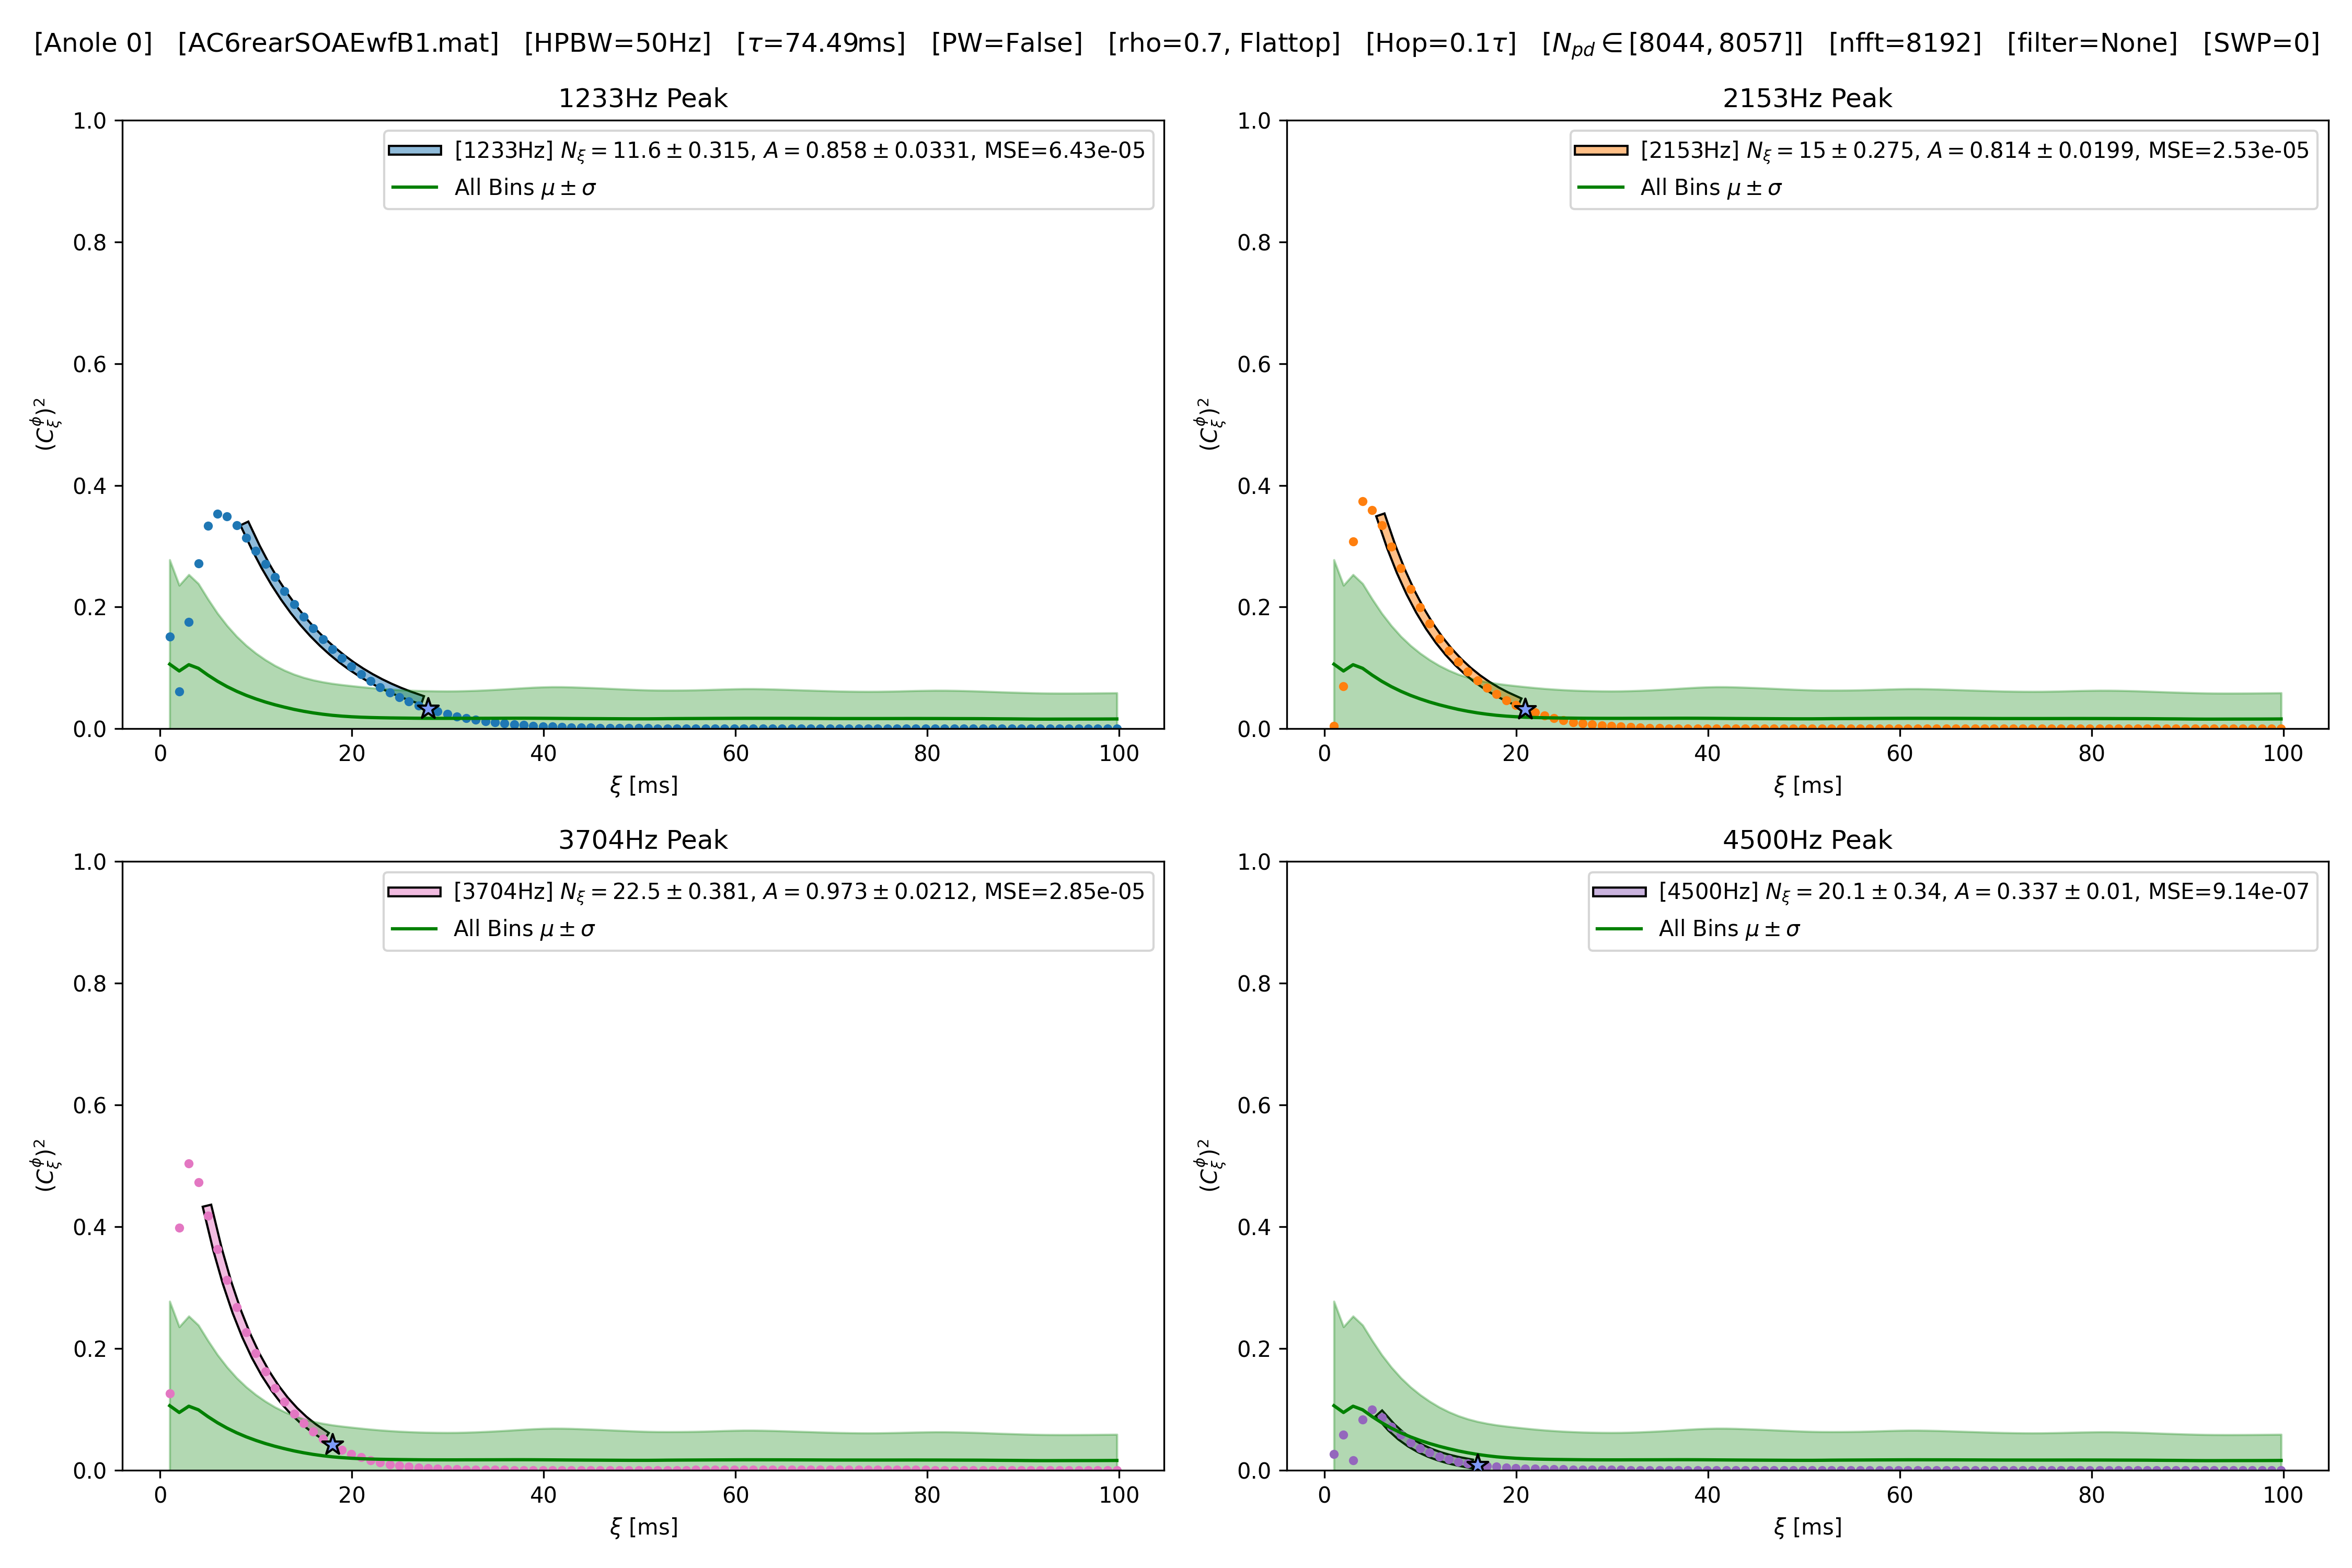 [Anole 0] [AC6rearSOAEwfB1.mat] [HPBW=50Hz] [τ=74.49ms] [PW=False] [rho=0.7, Flattop] [Hop=0.1τ] [N_pd ∈ [8044, 8057]] [nfft=8192] [filter=None] [SWP=0]
1233Hz Peak
[1233Hz] N_ξ = 11.6 ± 0.315, A = 0.858 ± 0.0331, MSE=6.43e-05
All Bins μ ± σ
1.0
0.8
0.6
0.4
0.2
0.0
(C_ξ^ϕ)²
0 20 40 60 80 100
ξ [ms]
2153Hz Peak
[2153Hz] N_ξ = 15 ± 0.275, A = 0.814 ± 0.0199, MSE=2.53e-05
All Bins μ ± σ
1.0
0.8
0.6
0.4
0.2
0.0
(C_ξ^ϕ)²
0 20 40 60 80 100
ξ [ms]
3704Hz Peak
[3704Hz] N_ξ = 22.5 ± 0.381, A = 0.973 ± 0.0212, MSE=2.85e-05
All Bins μ ± σ
1.0
0.8
0.6
0.4
0.2
0.0
(C_ξ^ϕ)²
0 20 40 60 80 100
ξ [ms]
4500Hz Peak
[4500Hz] N_ξ = 20.1 ± 0.34, A = 0.337 ± 0.01, MSE=9.14e-07
All Bins μ ± σ
1.0
0.8
0.6
0.4
0.2
0.0
(C_ξ^ϕ)²
0 20 40 60 80 100
ξ [ms]